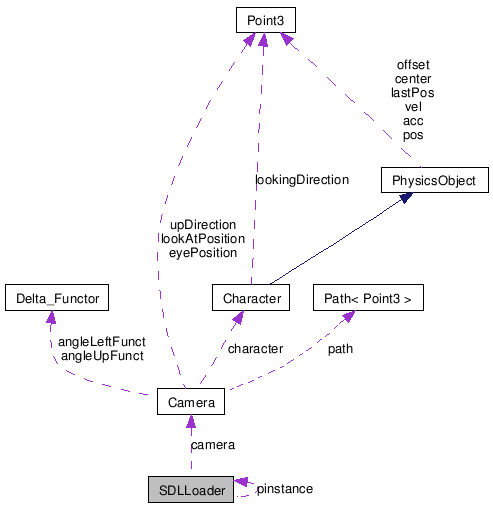 Point3
offset
center
lastPos
vel
acc
pos
lookingDirection
PhysicsObject
upDirection
lookAtPosition
eyePosition
Delta_Functor
Character
Path< Point3 >
angleLeftFunct
angleUpFunct
character
path
Camera
camera
SDLLoader
pinstance